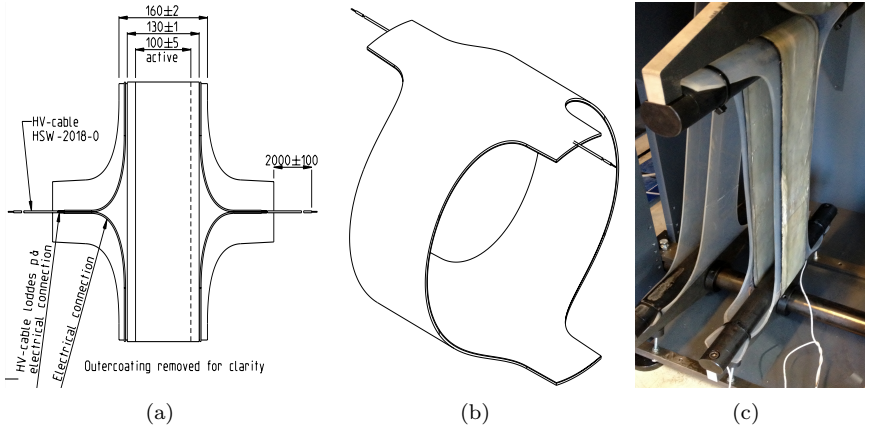 160±2
130±1
100±5
active
HV-cable
HSW-2018-0
2000±100
HV-cable loddes på
electrical connection
Electrical connection
Outercoating removed for clarity
(a)
(b)
(c)